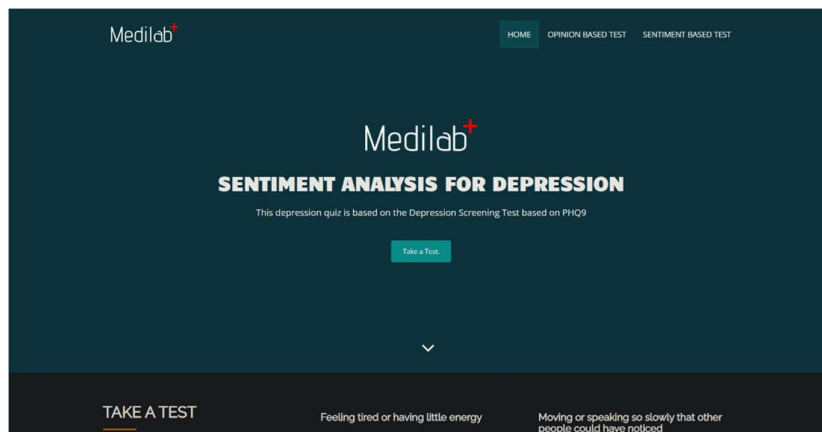 Medilab+
HOME OPINION BASED TEST SENTIMENT BASED TEST
Medilab+
SENTIMENT ANALYSIS FOR DEPRESSION
This depression quiz is based on the Depression Screening Test based on PHQ9
Take a Test.
TAKE A TEST
Feeling tired or having little energy
Moving or speaking so slowly that other
people could have noticed